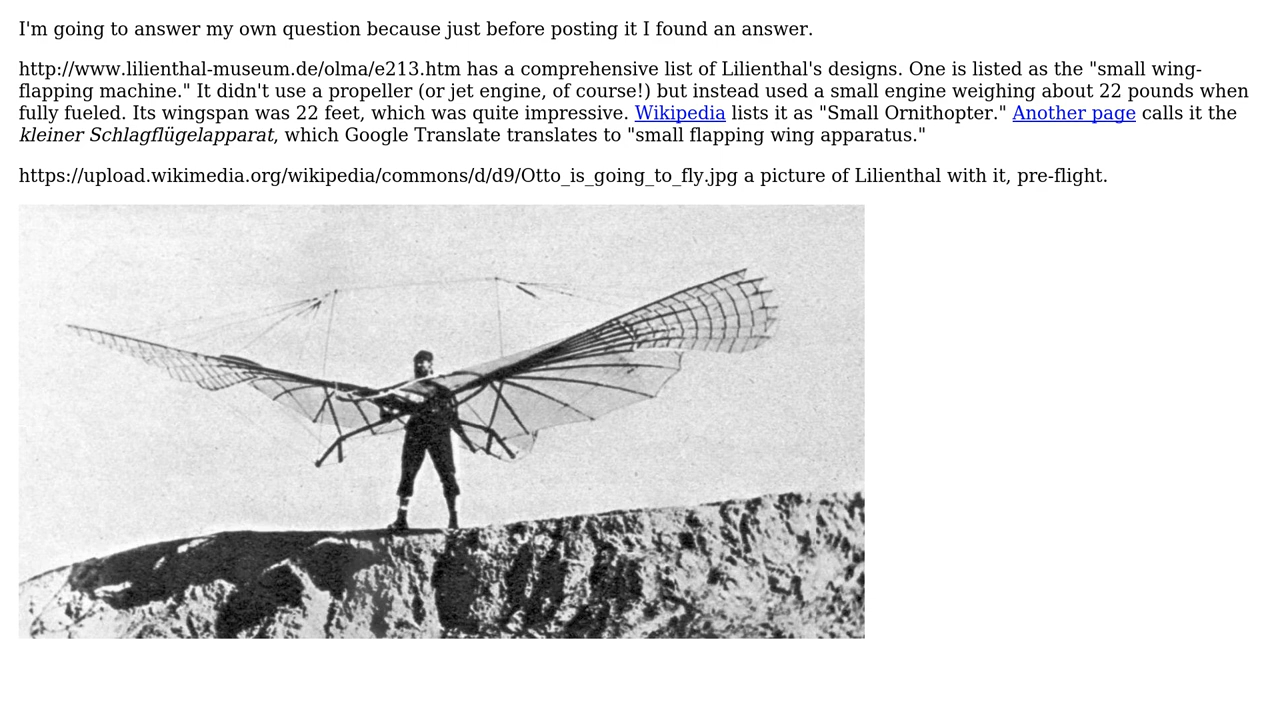 I'm going to answer my own question because just before posting it I found an answer.
http://www.lilienthal-museum.de/olma/e213.htm has a comprehensive list of Lilienthal's designs. One is listed as the "small wing-
flapping machine." It didn't use a propeller (or jet engine, of course!) but instead used a small engine weighing about 22 pounds when
fully fueled. Its wingspan was 22 feet, which was quite impressive. Wikipedia lists it as "Small Ornithopter." Another page calls it the
kleiner Schlagflügelapparat, which Google Translate translates to "small flapping wing apparatus."
https://upload.wikimedia.org/wikipedia/commons/d/d9/Otto_is_going_to_fly.jpg a picture of Lilienthal with it, pre-flight.